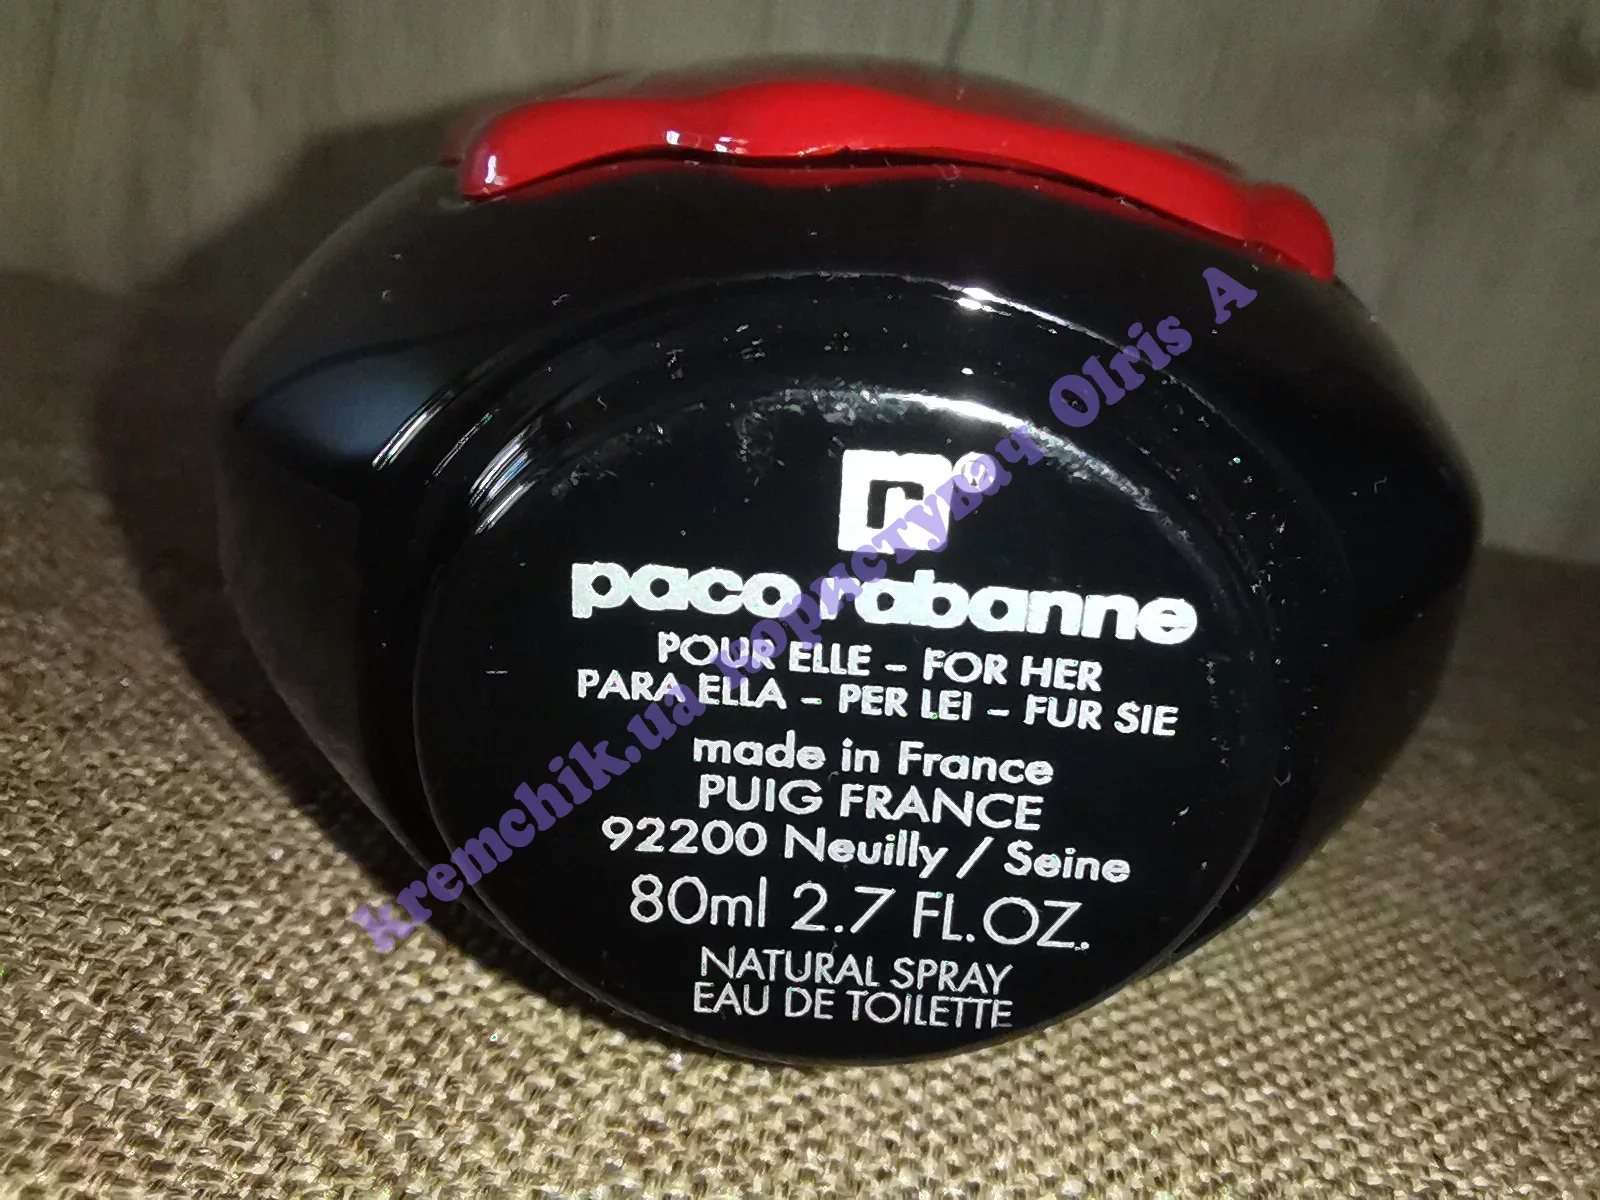 r®
paco rabanne
POUR ELLE – FOR HER
PARA ELLA – PER LEI – FUR SIE
made in France
PUIG FRANCE
92200 Neuilly / Seine
80ml 2.7 FL.OZ.
NATURAL SPRAY
EAU DE TOILETTE
kremchik.ua користувач Olris A